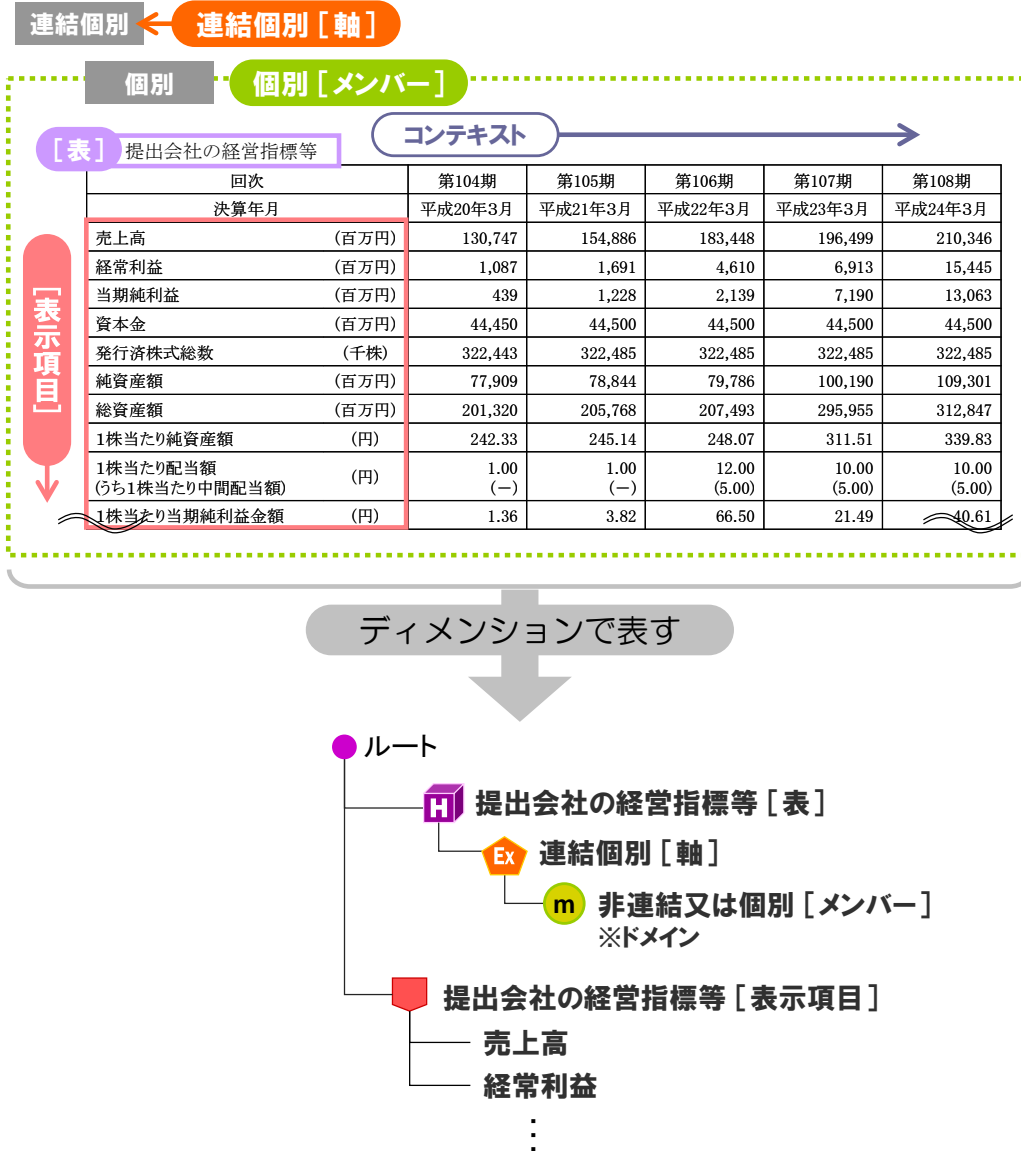 連結個別 連結個別［軸］
個別 個別［メンバー］
［表］ 提出会社の経営指標等 コンテキスト
回次 第104期 第105期 第106期 第107期 第108期
決算年月 平成20年3月 平成21年3月 平成22年3月 平成23年3月 平成24年3月
［表示項目］
売上高 (百万円) 130,747 154,886 183,448 196,499 210,346
経常利益 (百万円) 1,087 1,691 4,610 6,913 15,445
当期純利益 (百万円) 439 1,228 2,139 7,190 13,063
資本金 (百万円) 44,450 44,500 44,500 44,500 44,500
発行済株式総数 (千株) 322,443 322,485 322,485 322,485 322,485
純資産額 (百万円) 77,909 78,844 79,786 100,190 109,301
総資産額 (百万円) 201,320 205,768 207,493 295,955 312,847
1株当たり純資産額 (円) 242.33 245.14 248.07 311.51 339.83
1株当たり配当額 (円) 1.00 1.00 12.00 10.00 10.00
(うち1株当たり中間配当額) (－) (－) (5.00) (5.00) (5.00)
1株当たり当期純利益金額 (円) 1.36 3.82 66.50 21.49 40.61
ディメンションで表す
ルート
H 提出会社の経営指標等［表］
Ex 連結個別［軸］
m 非連結又は個別［メンバー］
※ドメイン
提出会社の経営指標等［表示項目］
売上高
経常利益
⋮